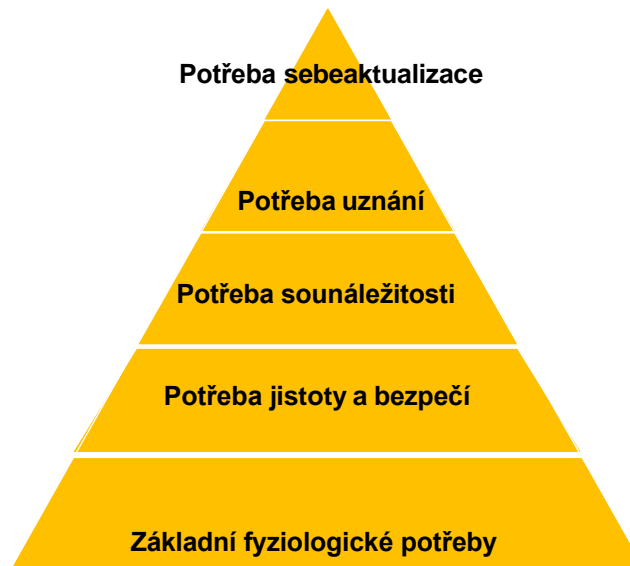 Potřeba sebeaktualizace
Potřeba uznání
Potřeba sounáležitosti
Potřeba jistoty a bezpečí
Základní fyziologické potřeby